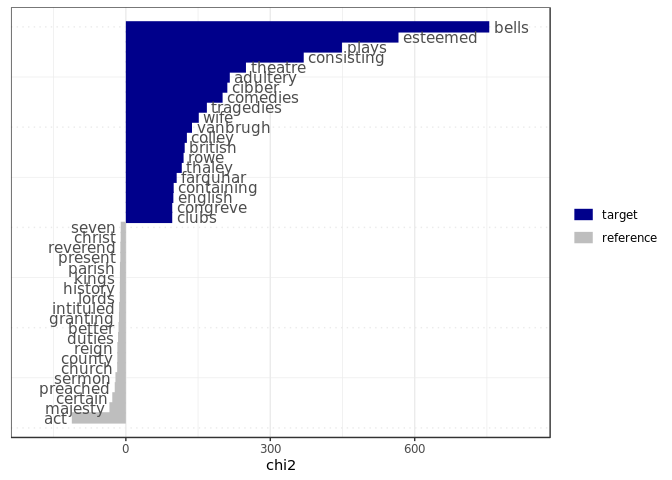 bells
esteemed
plays
consisting
theatre
adultery
cibber
comedies
tragedies
wife
vanbrugh
colley
british
rowe
thaley
farquhar
containing
english
congreve
clubs
seven
christ
reverend
present
parish
kings
history
lords
intituled
granting
better
duties
reign
county
church
sermon
preached
certain
majesty
act
target
reference
0 300 600
chi2